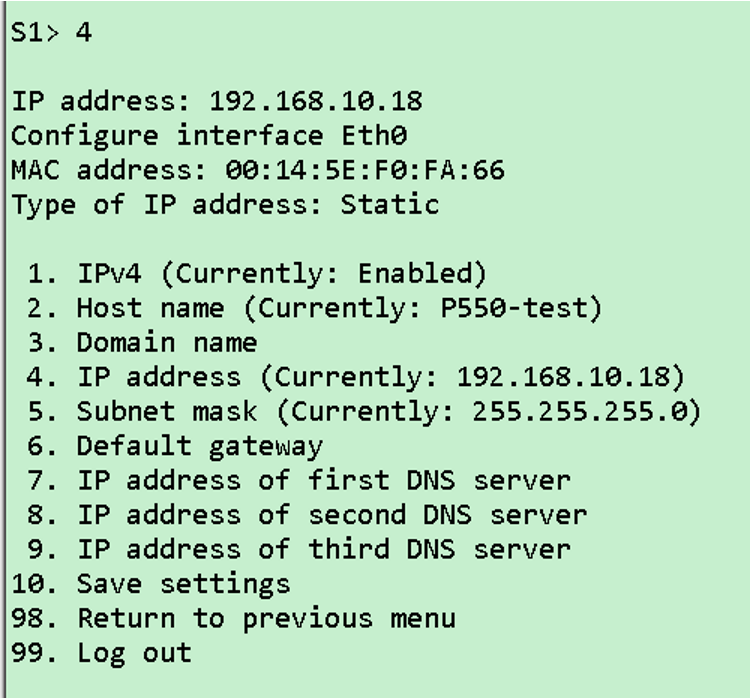 S1> 4
IP address: 192.168.10.18
Configure interface Eth0
MAC address: 00:14:5E:F0:FA:66
Type of IP address: Static
1. IPv4 (Currently: Enabled)
2. Host name (Currently: P550-test)
3. Domain name
4. IP address (Currently: 192.168.10.18)
5. Subnet mask (Currently: 255.255.255.0)
6. Default gateway
7. IP address of first DNS server
8. IP address of second DNS server
9. IP address of third DNS server
10. Save settings
98. Return to previous menu
99. Log out